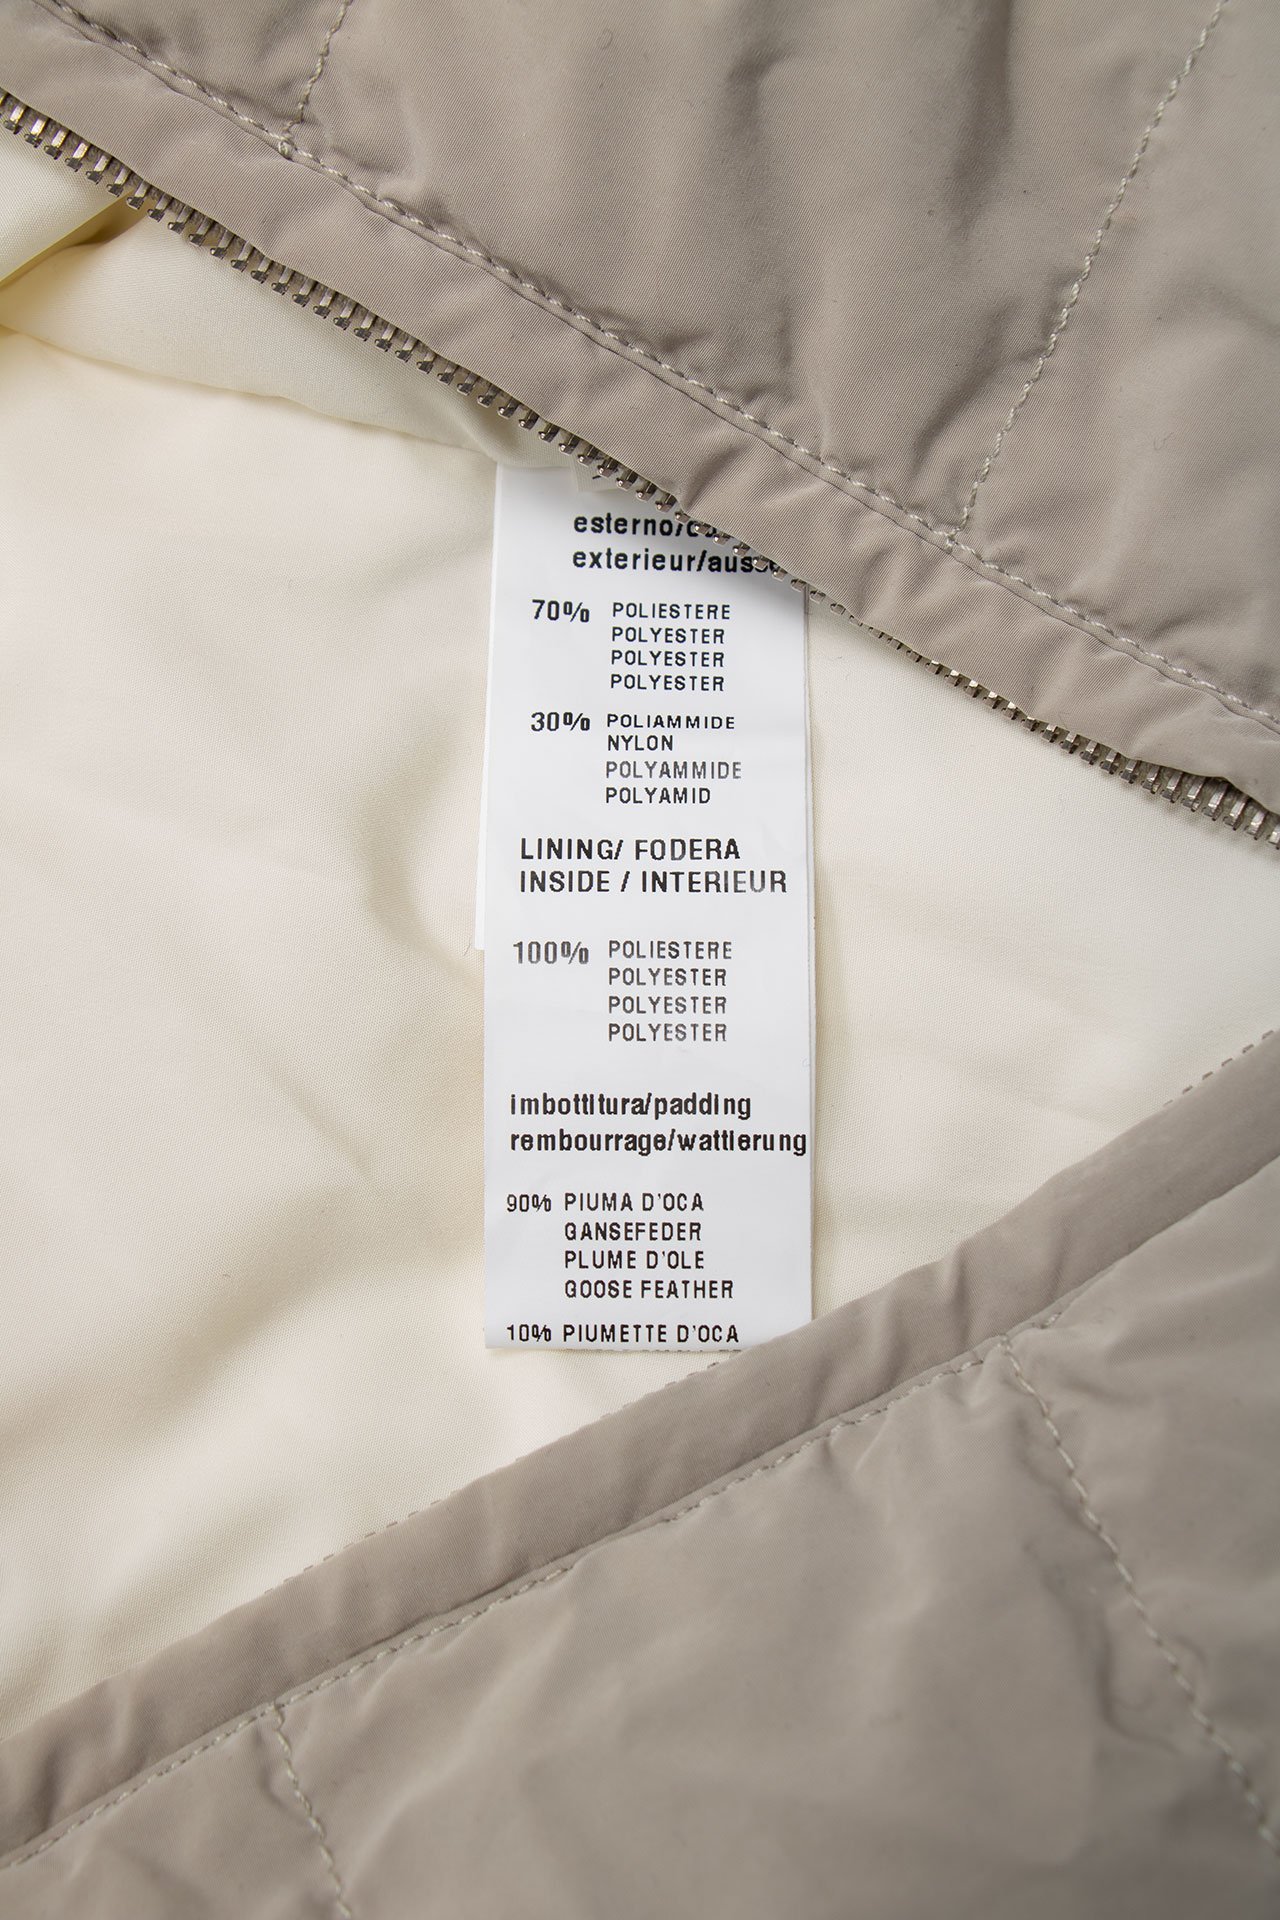 esterno/
exterieur/
70% POLIESTERE
POLYESTER
POLYESTER
POLYESTER
30% POLIAMMIDE
NYLON
POLYAMMIDE
POLYAMID
LINING/ FODERA
INSIDE / INTERIEUR
100% POLIESTERE
POLYESTER
POLYESTER
POLYESTER
imbottitura/padding
rembourrage/wattierung
90% PIUMA D'OCA
GANSEFEDER
PLUME D'OLE
GOOSE FEATHER
10% PIUMETTE D'OCA